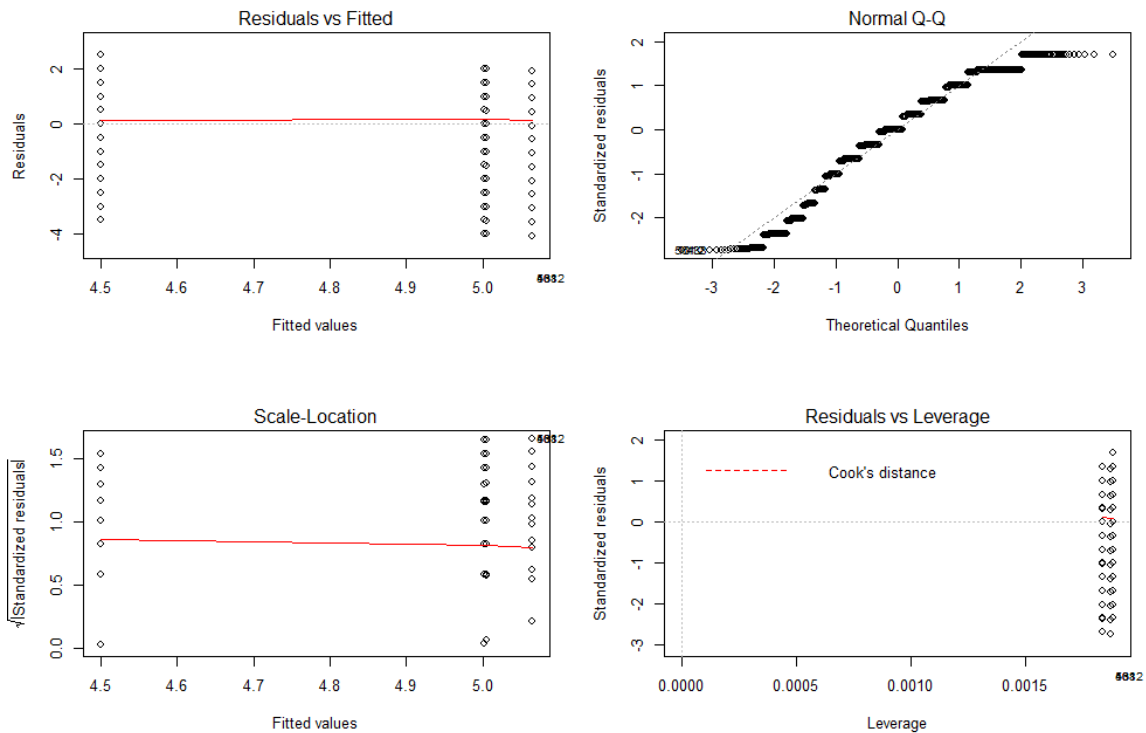 Residuals vs Fitted
Residuals
2
0
-2
-4
4.5 4.6 4.7 4.8 4.9 5.0
Fitted values
Normal Q-Q
Standardized residuals
2
1
0
-1
-2
-3 -2 -1 0 1 2 3
Theoretical Quantiles
Scale-Location
√|Standardized residuals|
1.5
1.0
0.5
0.0
4.5 4.6 4.7 4.8 4.9 5.0
Fitted values
Residuals vs Leverage
Cook's distance
Standardized residuals
2
1
0
-1
-2
-3
0.0000 0.0005 0.0010 0.0015
Leverage